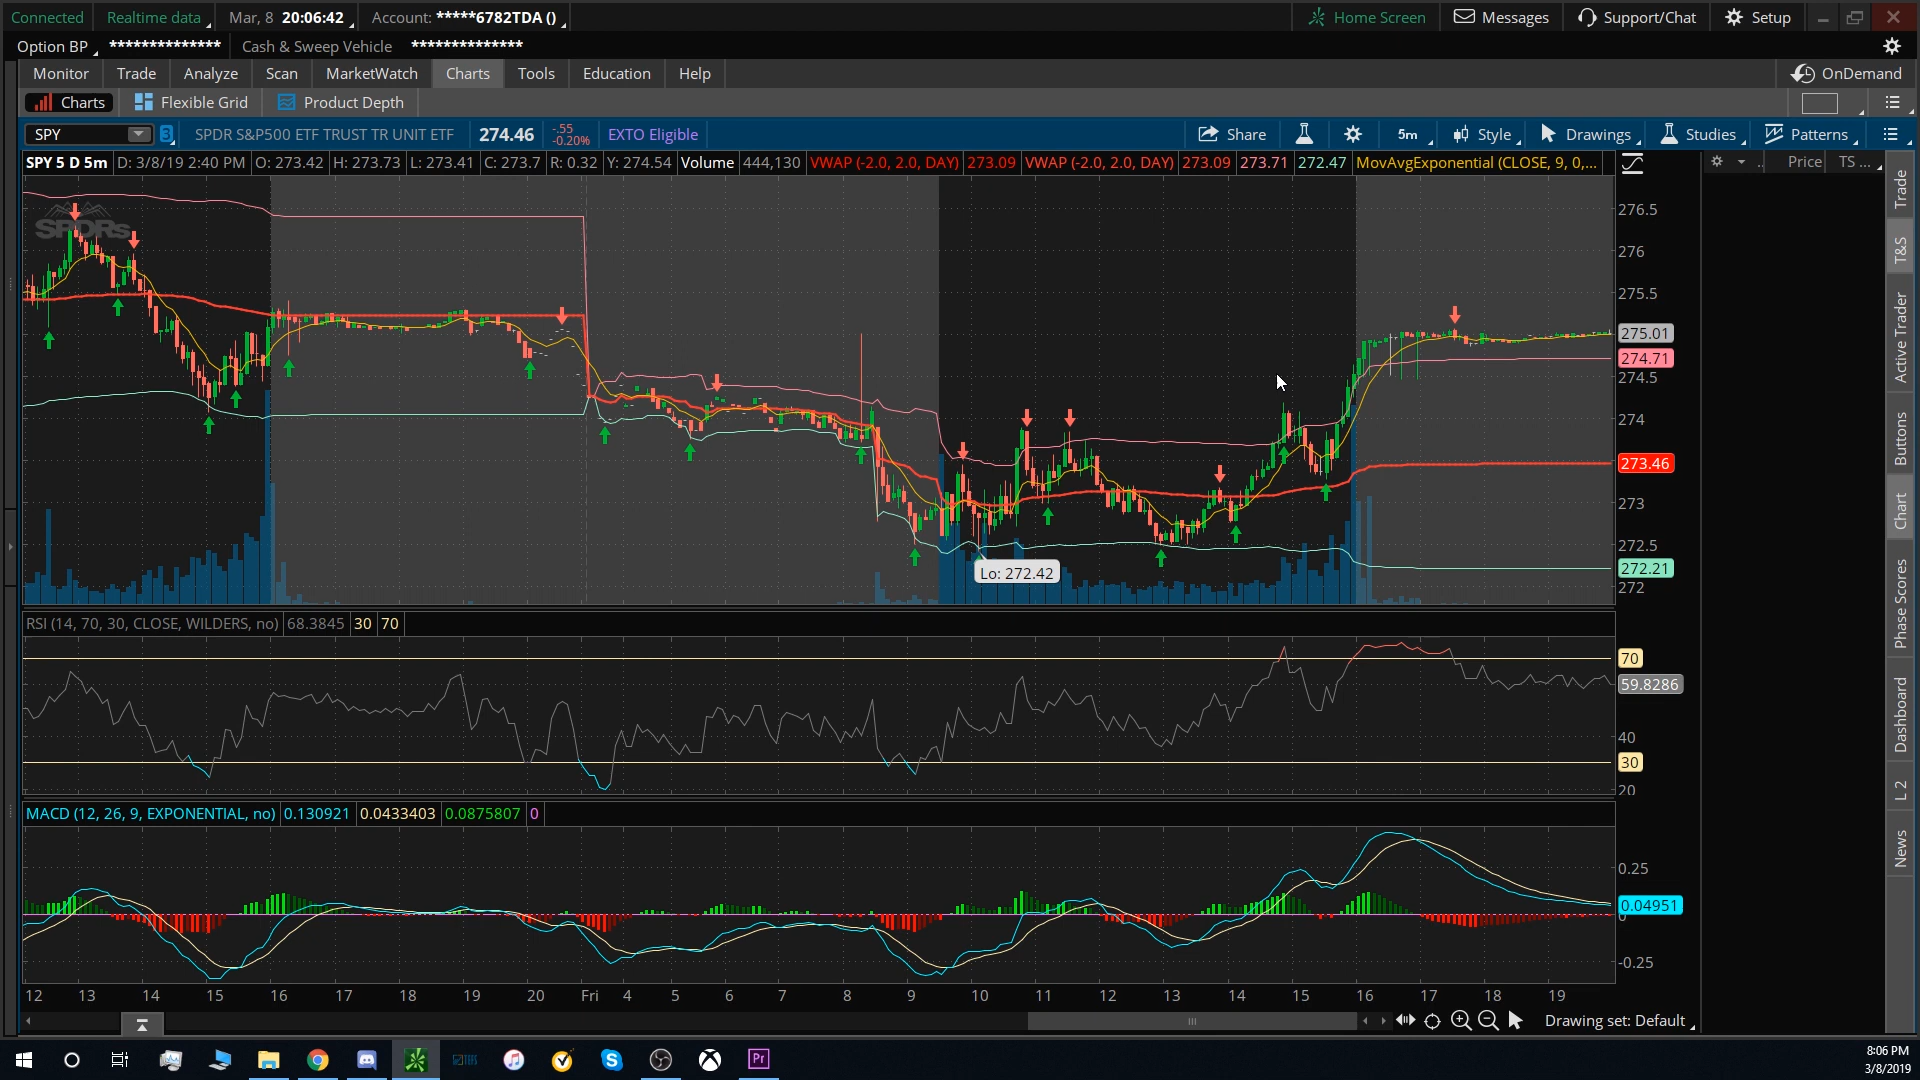 Connected Realtime data Mar, 8 20:06:42 Account: *****6782TDA () Home Screen Messages Support/Chat Setup
Option BP ************** Cash & Sweep Vehicle **************
Monitor Trade Analyze Scan MarketWatch Charts Tools Education Help OnDemand
Charts Flexible Grid Product Depth
SPY 3 SPDR S&P500 ETF TRUST TR UNIT ETF 274.46 -.55 -0.20% EXTO Eligible Share 5m Style Drawings Studies Patterns
SPY 5 D 5m D: 3/8/19 2:40 PM O: 273.42 H: 273.73 L: 273.41 C: 273.7 R: 0.32 Y: 274.54 Volume 444,130 VWAP (-2.0, 2.0, DAY) 273.09 VWAP (-2.0, 2.0, DAY) 273.09 273.71 272.47 MovAvgExponential (CLOSE, 9, 0,... Price TS ...
SPDRs
276.5
276
275.5
275.01
274.71
274.5
274
273.46
273
272.5
Lo: 272.42
272.21
272
RSI (14, 70, 30, CLOSE, WILDERS, no) 68.3845 30 70
70
59.8286
40
30
20
MACD (12, 26, 9, EXPONENTIAL, no) 0.130921 0.0433403 0.0875807 0
0.25
0.04951
0
-0.25
12 13 14 15 16 17 18 19 20 Fri 4 5 6 7 8 9 10 11 12 13 14 15 16 17 18 19
Drawing set: Default
Trade
T&S
Active Trader
Buttons
Chart
Phase Scores
Dashboard
L 2
News
Pr
8:06 PM
3/8/2019